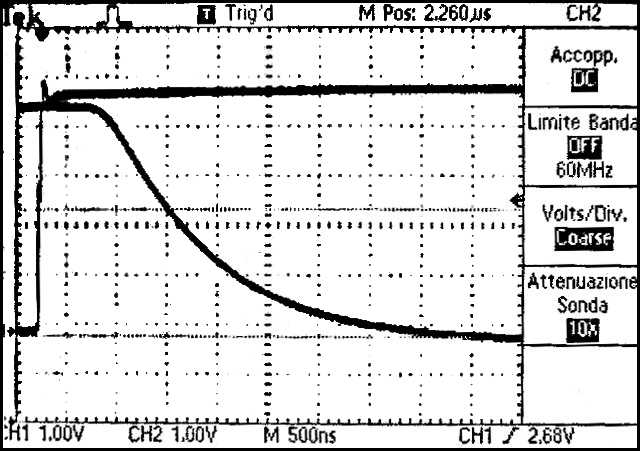 Trig'd M Pos: 2.260µs CH2
Accopp.
DC
Limite Banda
OFF
60MHz
Volts/Div.
Coarse
Attenuazione
Sonda
10X
CH1 1.00V CH2 1.00V M 500ns CH1 2.68V